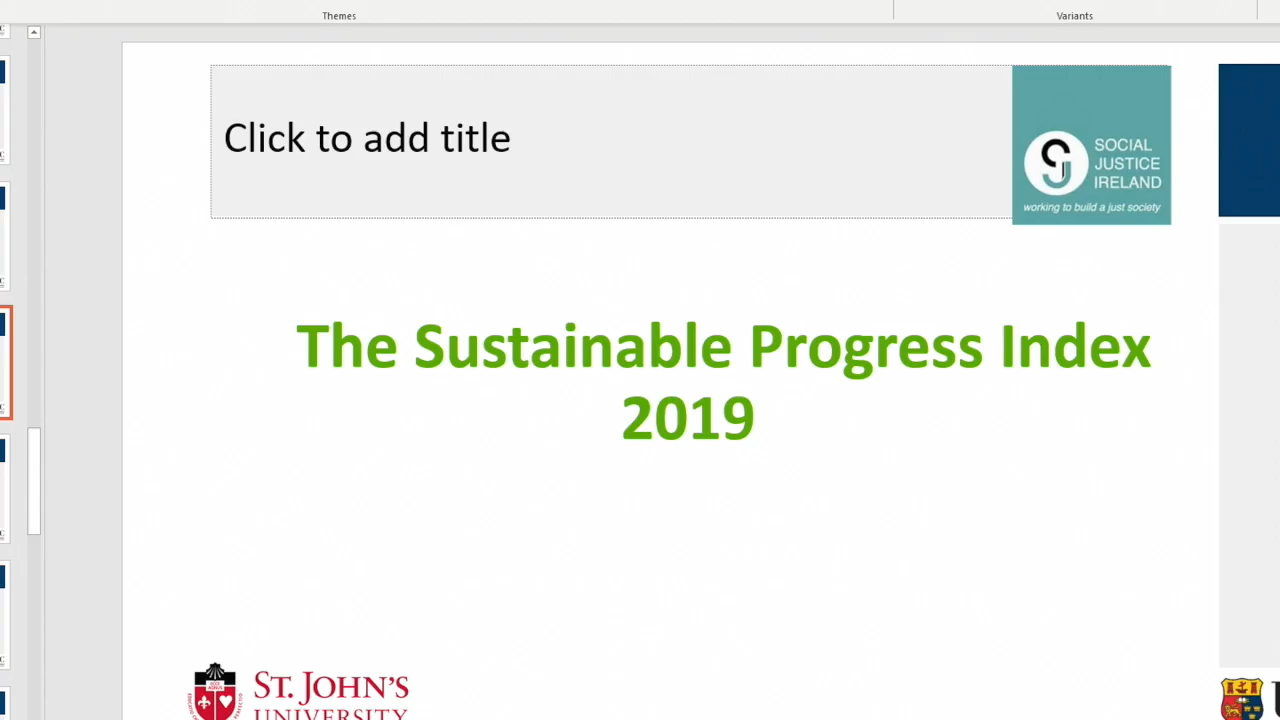 Themes
Variants
Click to add title
SOCIAL
JUSTICE
IRELAND
working to build a just society
The Sustainable Progress Index
2019
ST. JOHN'S
UNIVERSITY